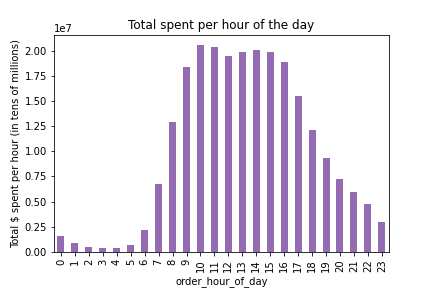 Total spent per hour of the day
1e7
Total $ spent per hour (in tens of millions)
2.00
1.75
1.50
1.25
1.00
0.75
0.50
0.25
0.00
0 1 2 3 4 5 6 7 8 9 10 11 12 13 14 15 16 17 18 19 20 21 22 23
order_hour_of_day